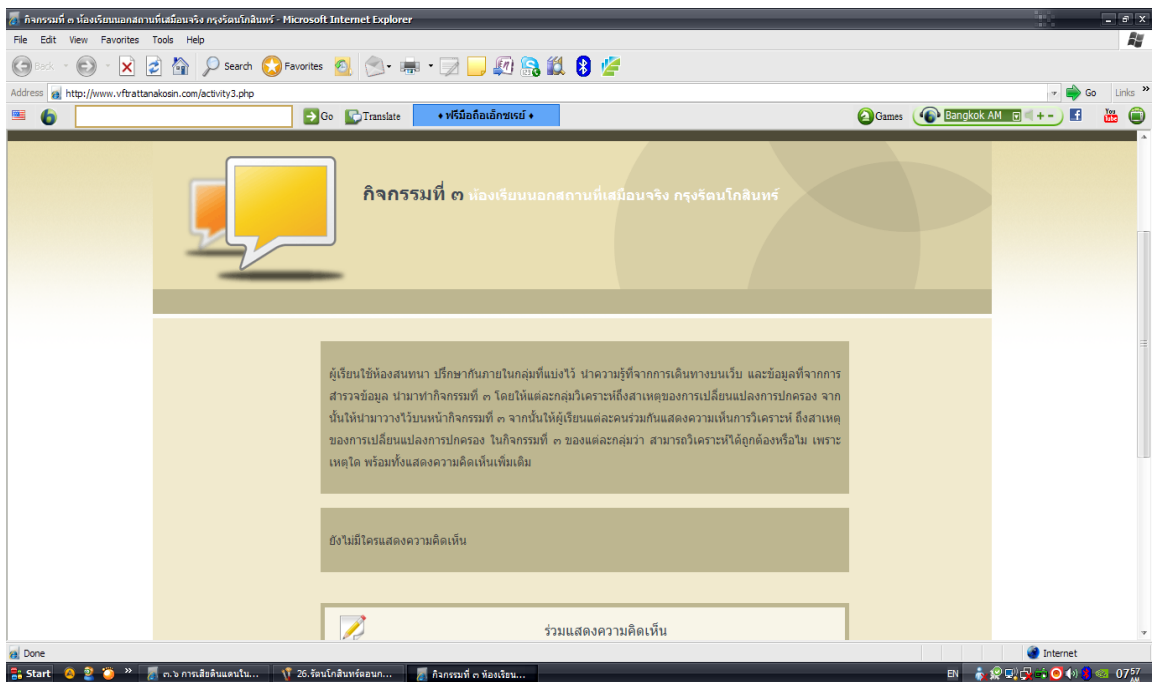 กิจกรรมที่ ๓ ห้องเรียนนอกสถานที่เสมือนจริง กรุงรัตนโกสินทร์ - Microsoft Internet Explorer
File Edit View Favorites Tools Help
Back Search Favorites
Address http://www.vftrattanakosin.com/activity3.php Go Links »
Go Translate ♦ ฟรีมือถือเอ็กซเรย์ ♦ Games Bangkok AM + - You Tube
กิจกรรมที่ ๓ ห้องเรียนนอกสถานที่เสมือนจริง กรุงรัตนโกสินทร์
ผู้เรียนใช้ห้องสนทนา ปรึกษากันภายในกลุ่มที่แบ่งไว้ นำความรู้ที่จากการเดินทางบนเว็บ และข้อมูลที่จากการ
สำรวจข้อมูล นำมาทำกิจกรรมที่ ๓ โดยให้แต่ละกลุ่มวิเคราะห์ถึงสาเหตุของการเปลี่ยนแปลงการปกครอง จาก
นั้นให้นำมาวางไว้บนหน้ากิจกรรมที่ ๓ จากนั้นให้ผู้เรียนแต่ละคนร่วมกันแสดงความเห็นการวิเคราะห์ ถึงสาเหตุ
ของการเปลี่ยนแปลงการปกครอง ในกิจกรรมที่ ๓ ของแต่ละกลุ่มว่า สามารถวิเคราะห์ได้ถูกต้องหรือไม่ เพราะ
เหตุใด พร้อมทั้งแสดงความคิดเห็นเพิ่มเติม
ยังไม่มีใครแสดงความคิดเห็น
ร่วมแสดงความคิดเห็น
Done Internet
Start » ๓.๖ การเสียดินแดนใน... 26.รัตนโกสินทร์ตอนก... กิจกรรมที่ ๓ ห้องเรียน... EN 0757 AM